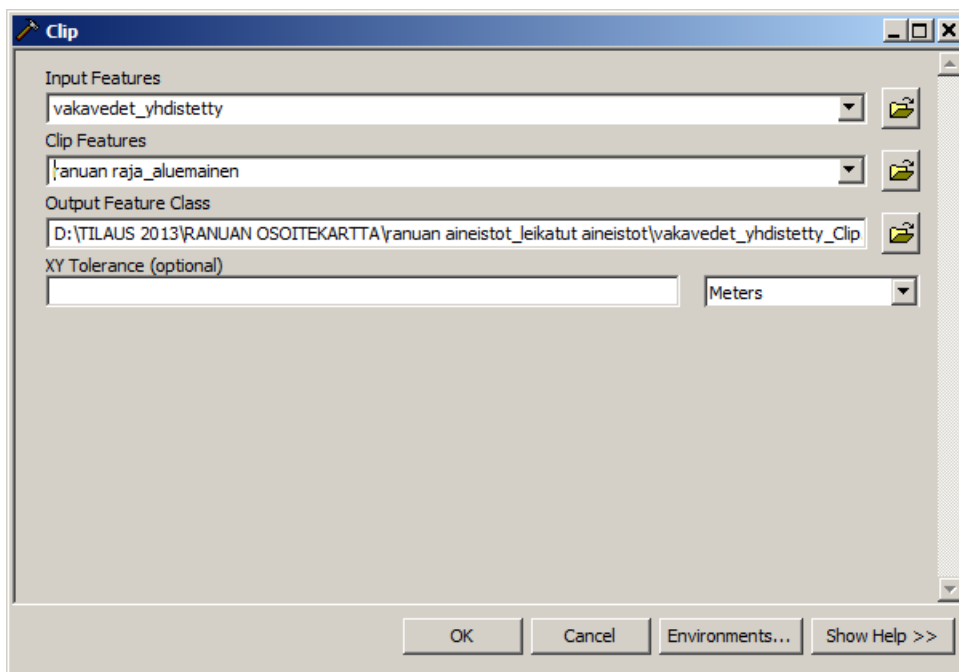 Clip
Input Features
vakavedet_yhdistetty
Clip Features
ranuan raja_aluemainen
Output Feature Class
D:\TILAUS 2013\RANUAN OSOITEKARTTA\ranuan aineistot_leikatut aineistot\vakavedet_yhdistetty_Clip
XY Tolerance (optional)
Meters
OK Cancel Environments... Show Help >>